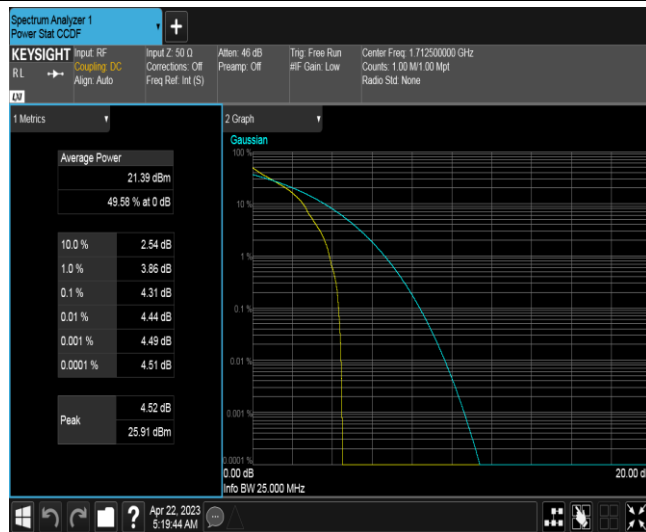 Spectrum Analyzer 1
Power Stat CCDF
+
KEYSIGHT
RL
LXI
Input: RF
Coupling: DC
Align: Auto
Input Z: 50 Ω
Corrections: Off
Freq Ref: Int (S)
Atten: 46 dB
Preamp: Off
Trig: Free Run
#IF Gain: Low
Center Freq: 1.712500000 GHz
Counts: 1.00 M/1.00 Mpt
Radio Std: None
1 Metrics
Average Power
21.39 dBm
49.58 % at 0 dB
10.0 % 2.54 dB
1.0 % 3.86 dB
0.1 % 4.31 dB
0.01 % 4.44 dB
0.001 % 4.49 dB
0.0001 % 4.51 dB
Peak
4.52 dB
25.91 dBm
2 Graph
Gaussian
100 %
10 %
1 %
0.1 %
0.01 %
0.001 %
0.0001 %
0.00 dB
20.00 d
Info BW 25.000 MHz
?
Apr 22, 2023
5:19:44 AM